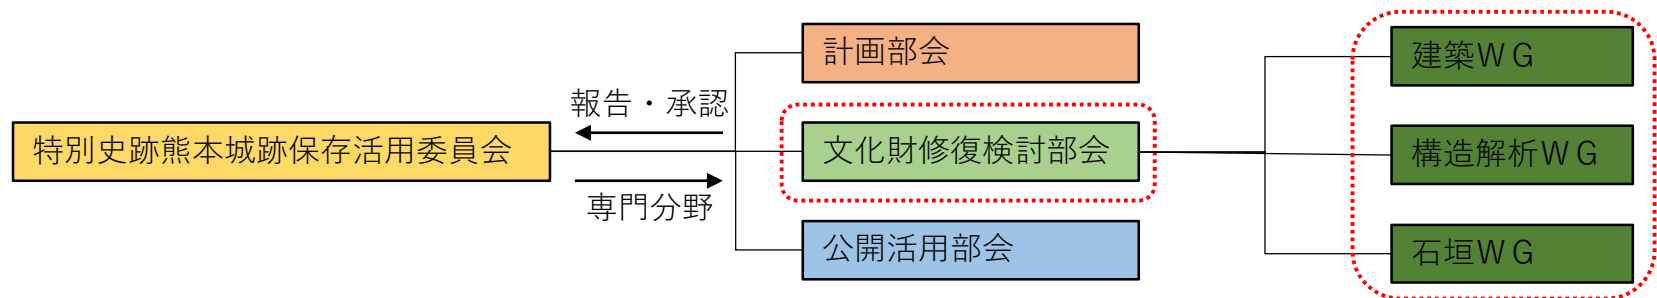 特別史跡熊本城跡保存活用委員会
報告・承認
専門分野
計画部会
文化財修復検討部会
公開活用部会
建築ＷＧ
構造解析ＷＧ
石垣ＷＧ